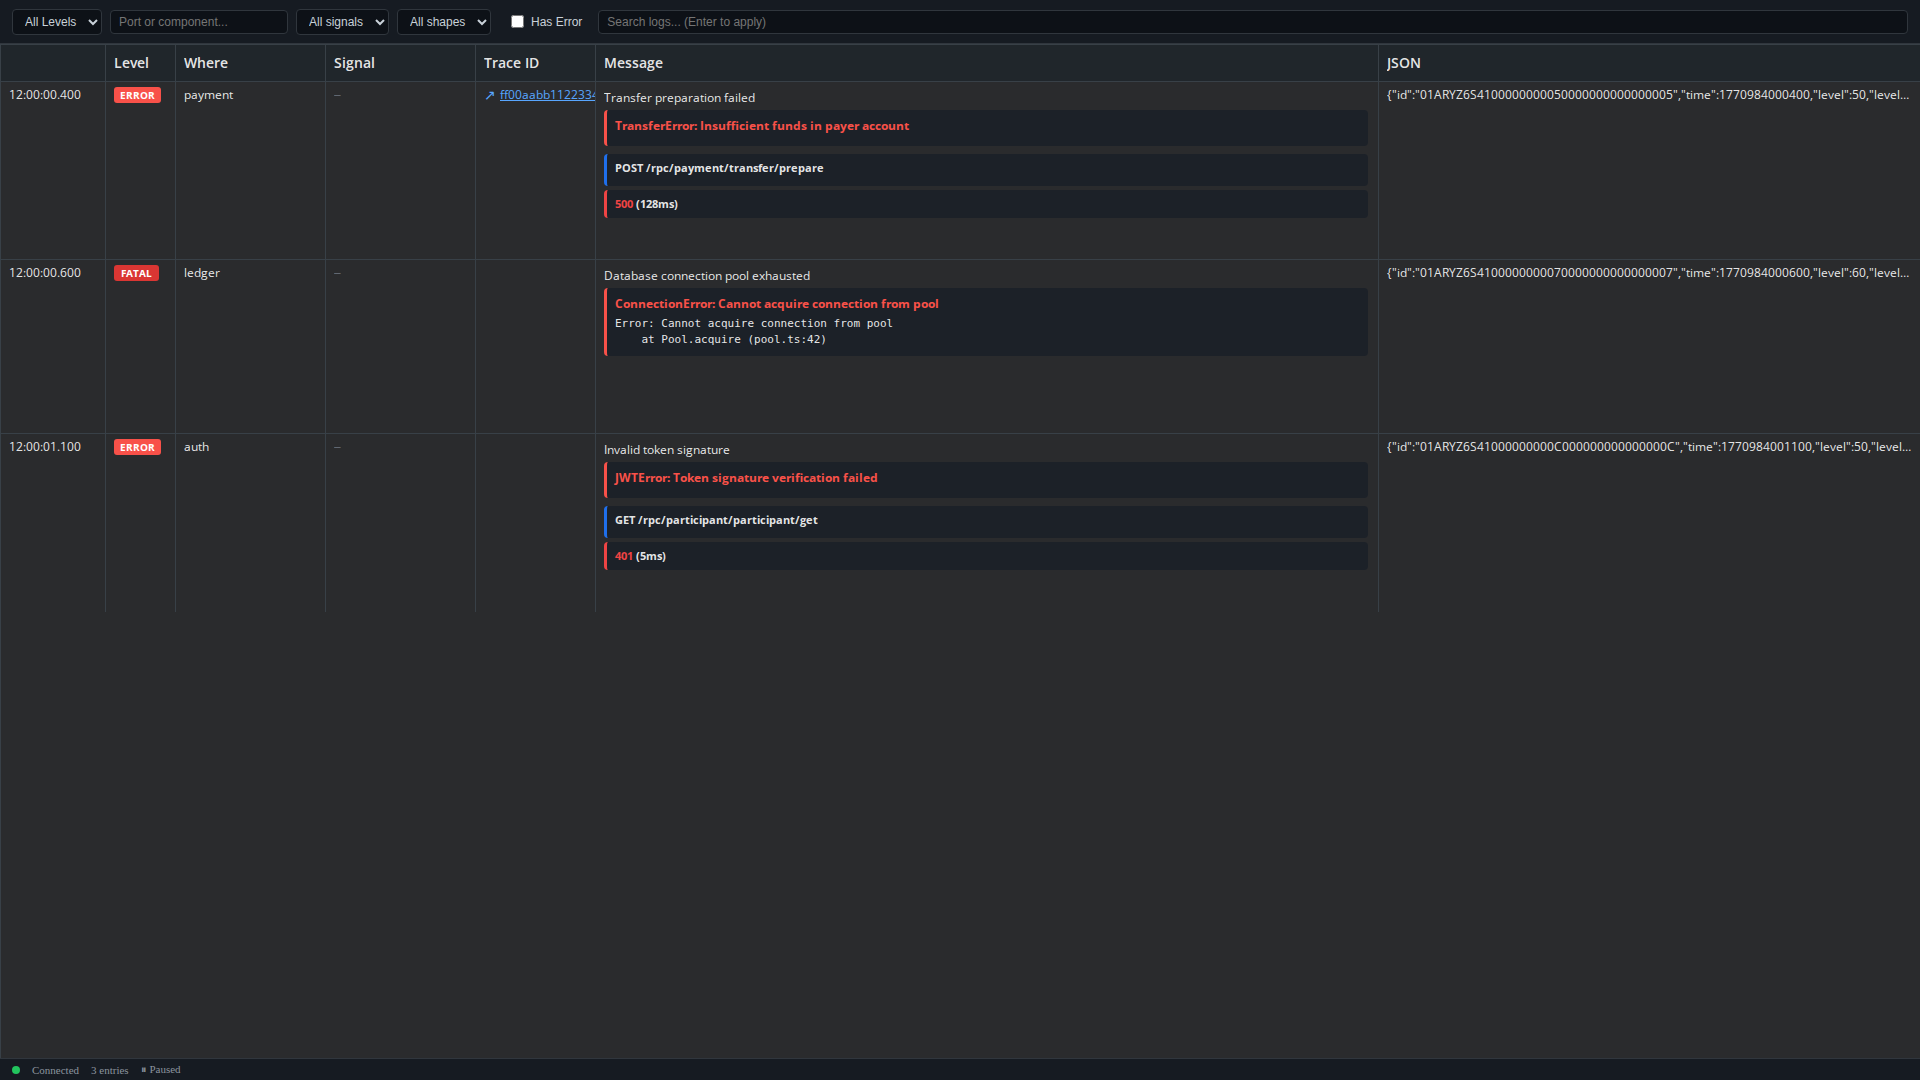 All Levels Port or component... All signals All shapes Has Error Search logs... (Enter to apply)
Level Where Signal Trace ID Message JSON
12:00:00.400 ERROR payment – ↗ ff00aabb1122334 Transfer preparation failed {"id":"01ARYZ6S41000000000050000000000000005","time":1770984000400,"level":50,"level...
TransferError: Insufficient funds in payer account
POST /rpc/payment/transfer/prepare
500 (128ms)
12:00:00.600 FATAL ledger – Database connection pool exhausted {"id":"01ARYZ6S41000000000070000000000000007","time":1770984000600,"level":60,"level...
ConnectionError: Cannot acquire connection from pool
Error: Cannot acquire connection from pool
at Pool.acquire (pool.ts:42)
12:00:01.100 ERROR auth – Invalid token signature {"id":"01ARYZ6S410000000000C000000000000000C","time":1770984001100,"level":50,"level...
JWTError: Token signature verification failed
GET /rpc/participant/participant/get
401 (5ms)
Connected 3 entries ⏸ Paused